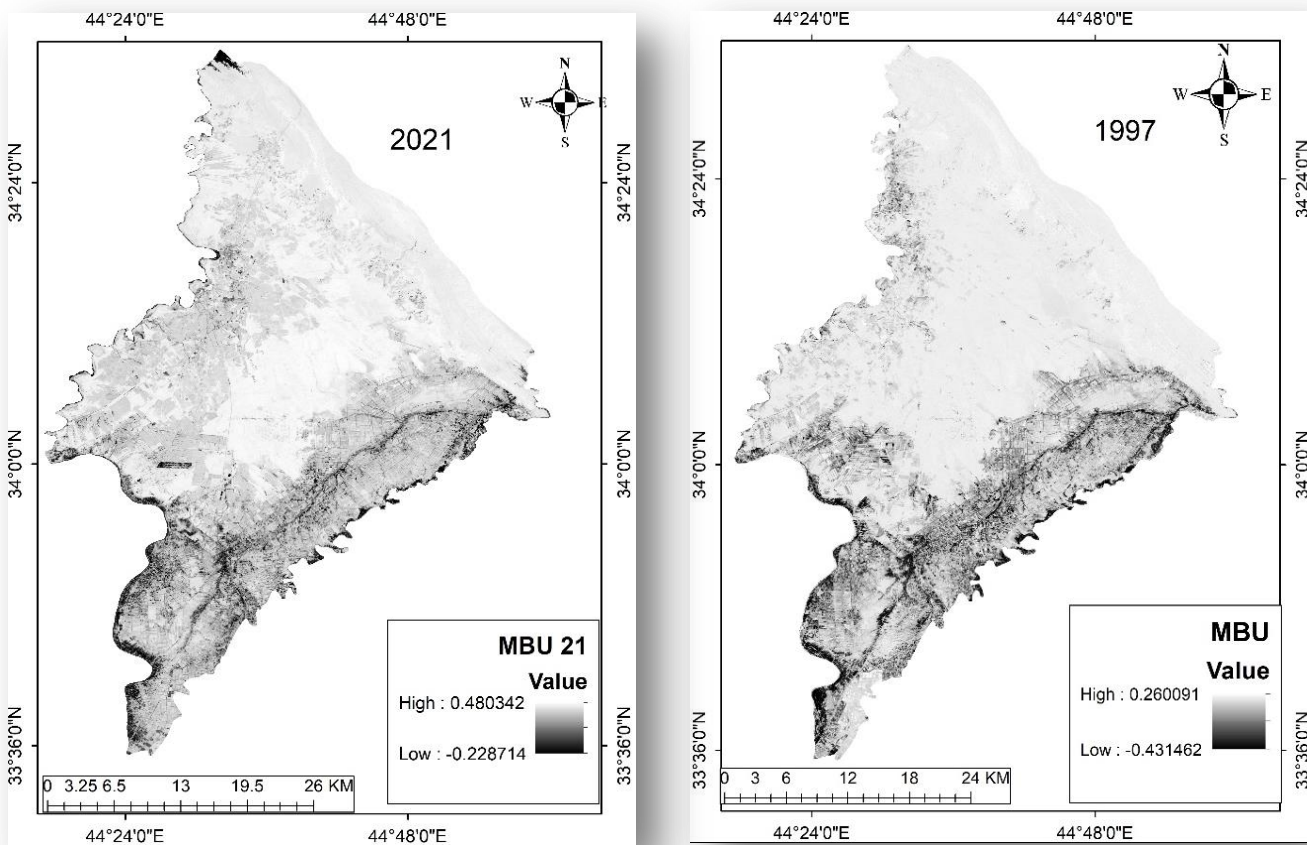 44°24'0"E 44°48'0"E
N
W E
S
2021
34°24'0"N 34°24'0"N
34°0'0"N 34°0'0"N
33°36'0"N 33°36'0"N
MBU 21
Value
High : 0.480342
Low : -0.228714
0 3.25 6.5 13 19.5 26 KM
44°24'0"E 44°48'0"E
44°24'0"E 44°48'0"E
N
W E
S
1997
34°24'0"N 34°24'0"N
34°0'0"N 34°0'0"N
33°36'0"N 33°36'0"N
MBU
Value
High : 0.260091
Low : -0.431462
0 3 6 12 18 24 KM
44°24'0"E 44°48'0"E